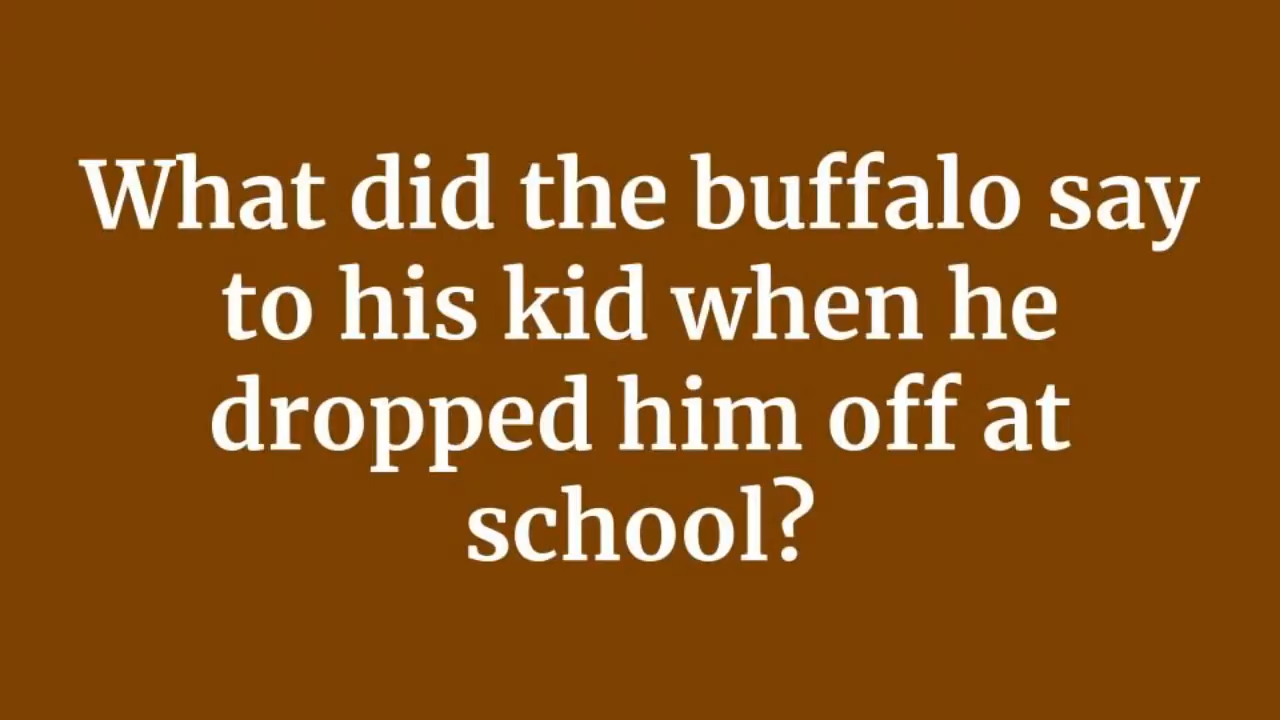 What did the buffalo say
to his kid when he
dropped him off at
school?